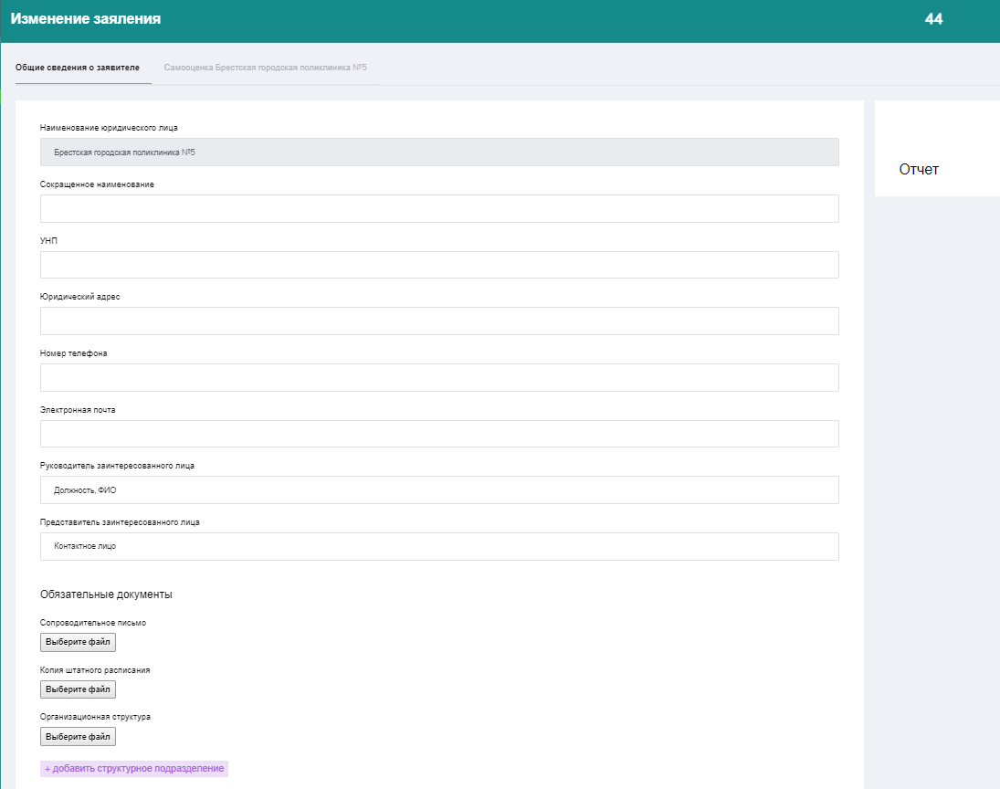 Изменение заяления
44
Общие сведения о заявителе
Самооценка Брестская городская поликлиника №5
Наименование юридического лица
Брестская городская поликлиника №5
Отчет
Сокращенное наименование
УНП
Юридический адрес
Номер телефона
Электронная почта
Руководитель заинтересованного лица
Должность, ФИО
Представитель заинтересованного лица
Контактное лицо
Обязательные документы
Сопроводительное письмо
Выберите файл
Копия штатного расписания
Выберите файл
Организационная структура
Выберите файл
+ добавить структурное подразделение